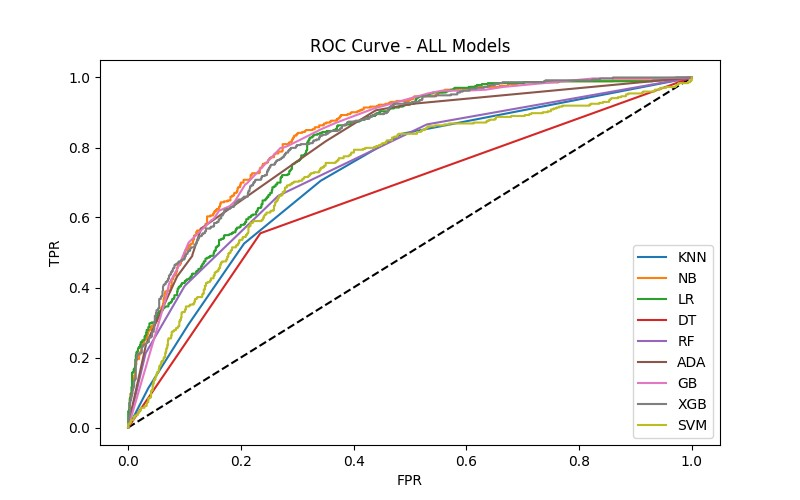 ROC Curve - ALL Models
TPR
1.0
0.8
0.6
0.4
0.2
0.0
KNN
NB
LR
DT
RF
ADA
GB
XGB
SVM
0.0 0.2 0.4 0.6 0.8 1.0
FPR